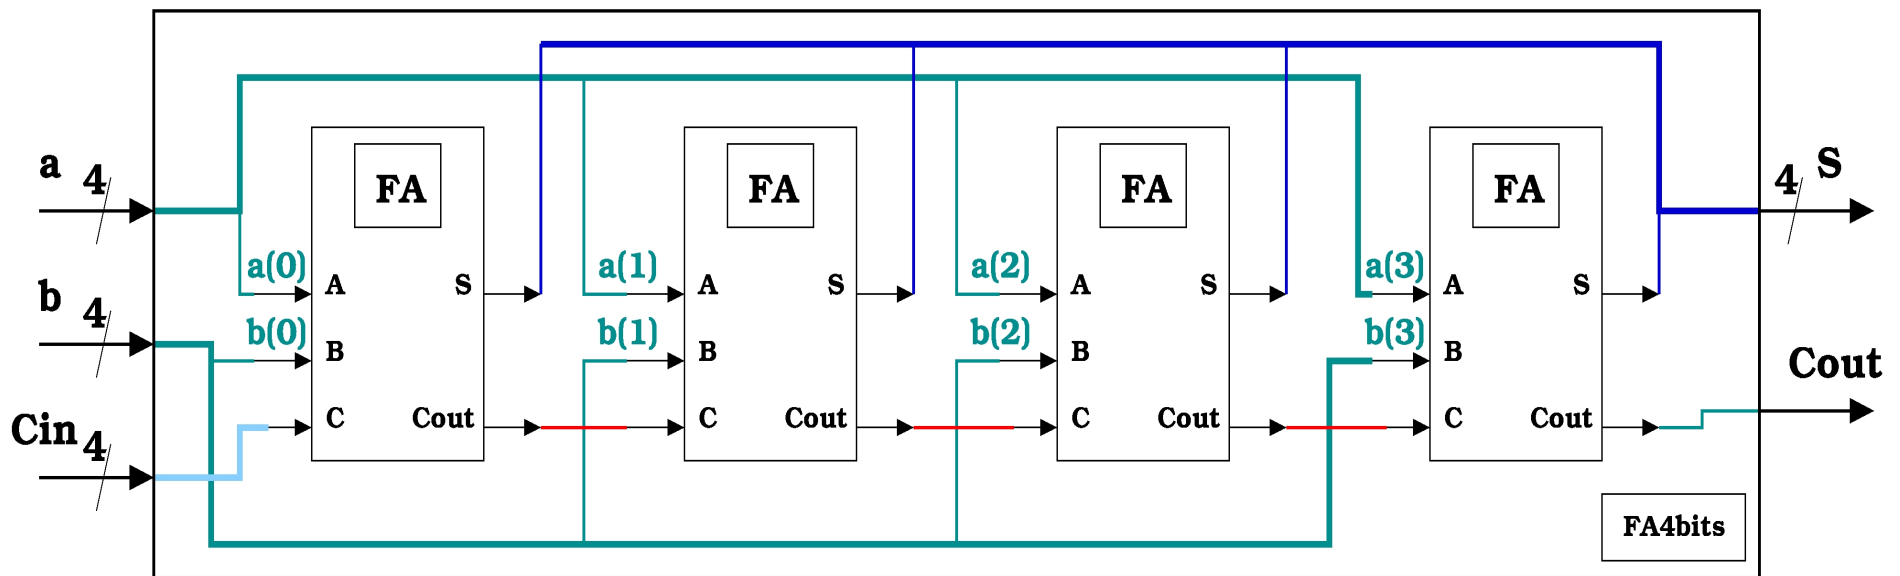 FA
FA
FA
FA
a
4
4
S
a(0)
A
S
a(1)
A
S
a(2)
A
S
a(3)
A
S
b
4
b(0)
B
b(1)
B
b(2)
B
b(3)
B
Cout
Cin
4
C
Cout
C
Cout
C
Cout
C
Cout
FA4bits